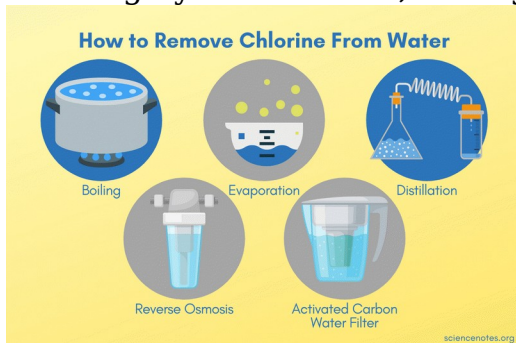 How to Remove Chlorine From Water
Boiling
Evaporation
Distillation
Reverse Osmosis
Activated Carbon
Water Filter
sciencenotes.org